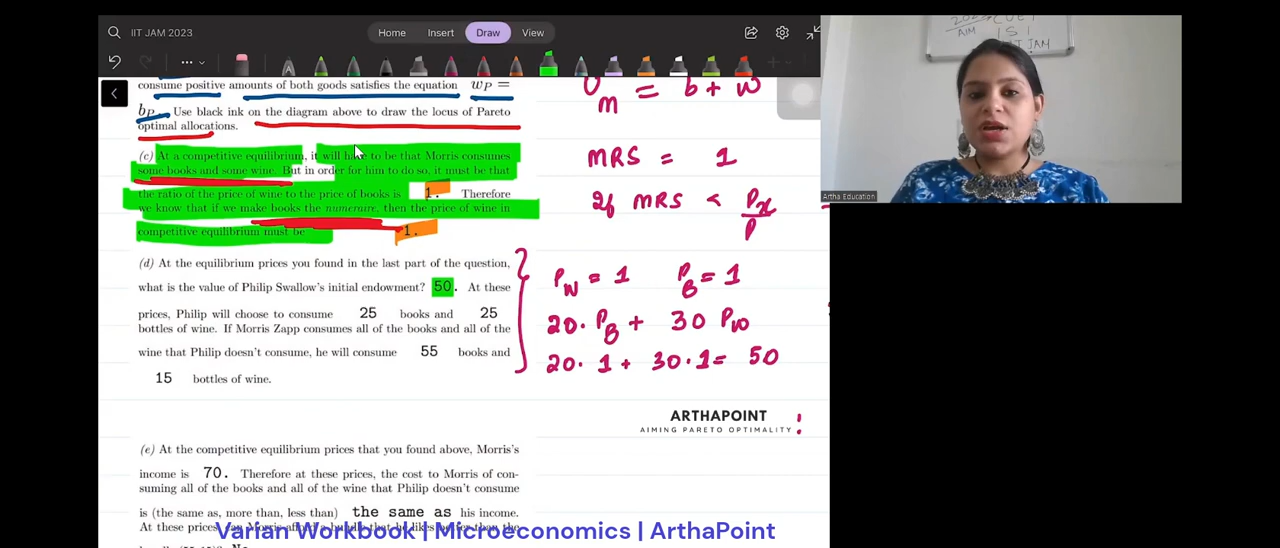 IIT JAM 2023
Home Insert Draw View
consume positive amounts of both goods satisfies the equation wP =
bP. Use black ink on the diagram above to draw the locus of Pareto
optimal allocations.
(c) At a competitive equilibrium, it will have to be that Morris consumes
some books and some wine. But in order for him to do so, it must be that
the ratio of the price of wine to the price of books is 1. Therefore
we know that if we make books the numeraire, then the price of wine in
competitive equilibrium must be 1.
(d) At the equilibrium prices you found in the last part of the question,
what is the value of Philip Swallow's initial endowment? 50. At these
prices, Philip will choose to consume 25 books and 25
bottles of wine. If Morris Zapp consumes all of the books and all of the
wine that Philip doesn't consume, he will consume 55 books and
15 bottles of wine.
(e) At the competitive equilibrium prices that you found above, Morris's
income is 70. Therefore at these prices, the cost to Morris of con-
suming all of the books and all of the wine that Philip doesn't consume
is (the same as, more than, less than) the same as his income.
At these prices
Um = b + w
MRS = 1
If MRS < Px
P
PW = 1 PB = 1
20. PB + 30 PW
20. 1 + 30.1 = 50
ARTHAPOINT
AIMING PARETO OPTIMALITY
CUET
AIM ISI
JAM
Artha Education
Varian Workbook | Microeconomics | ArthaPoint